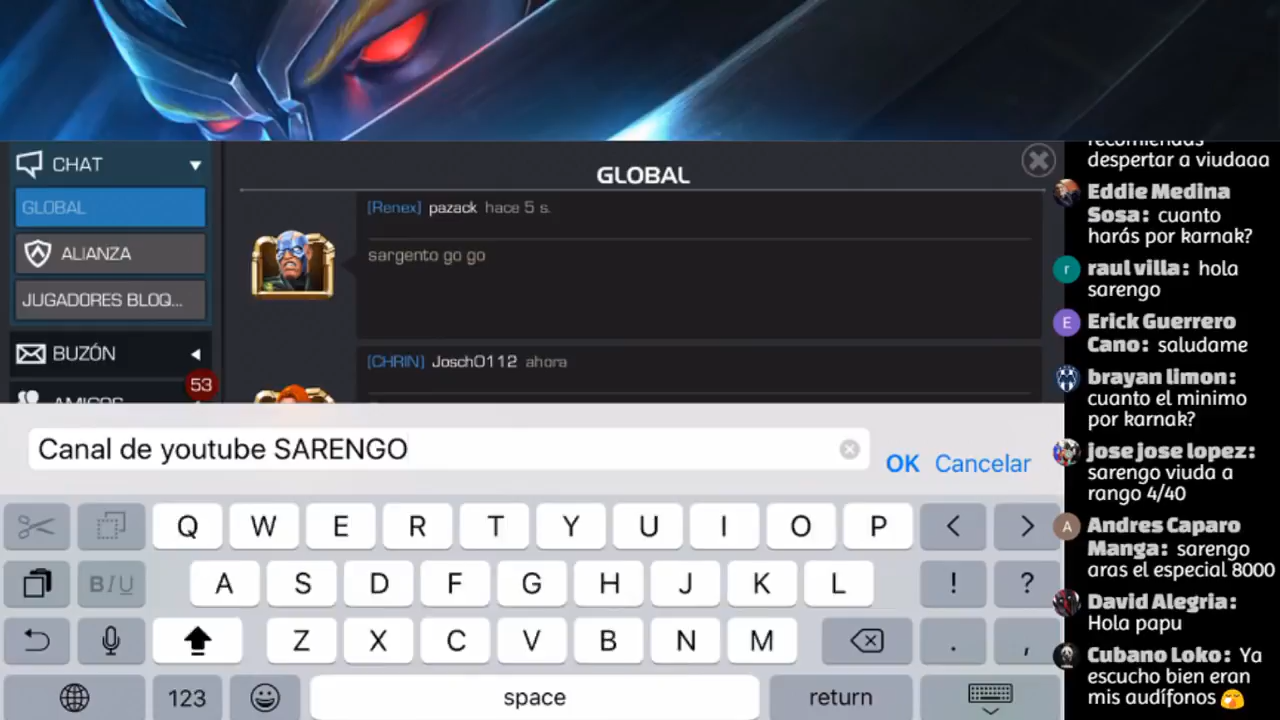 CHAT
GLOBAL
ALIANZA
JUGADORES BLOQ...
BUZÓN
53
AMIGOS
GLOBAL
[Renex] pazack hace 5 s.
sargento go go
[CHRIN] Josch0112 ahora
Canal de youtube SARENGO
OK Cancelar
Q W E R T Y U I O P < >
B I U A S D F G H J K L ! ?
Z X C V B N M . ,
123 space return
recomiendas
despertar a viudaaa
Eddie Medina
Sosa: cuanto
harás por karnak?
r raul villa: hola
sarengo
E Erick Guerrero
Cano: saludame
brayan limon:
cuanto el minimo
por karnak?
jose jose lopez:
sarengo viuda a
rango 4/40
A Andres Caparo
Manga: sarengo
aras el especial 8000
David Alegria:
Hola papu
Cubano Loko: Ya
escucho bien eran
mis audífonos